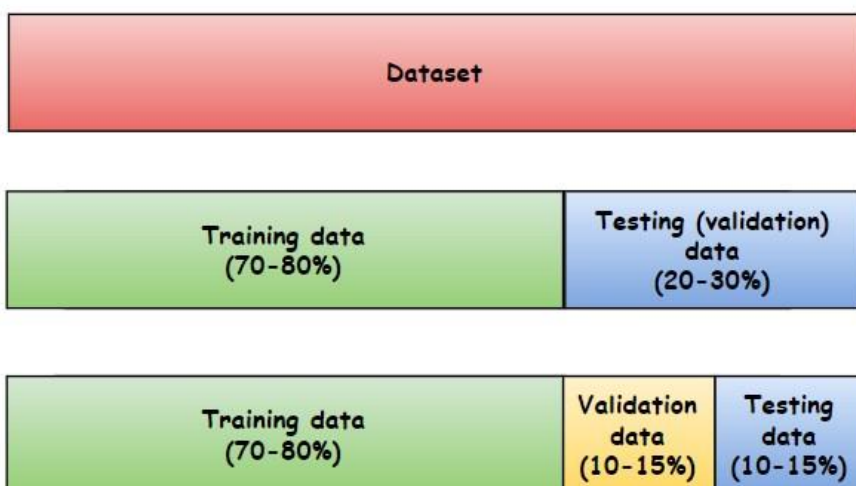 Dataset
Training data
(70-80%)
Testing (validation)
data
(20-30%)
Training data
(70-80%)
Validation
data
(10-15%)
Testing
data
(10-15%)